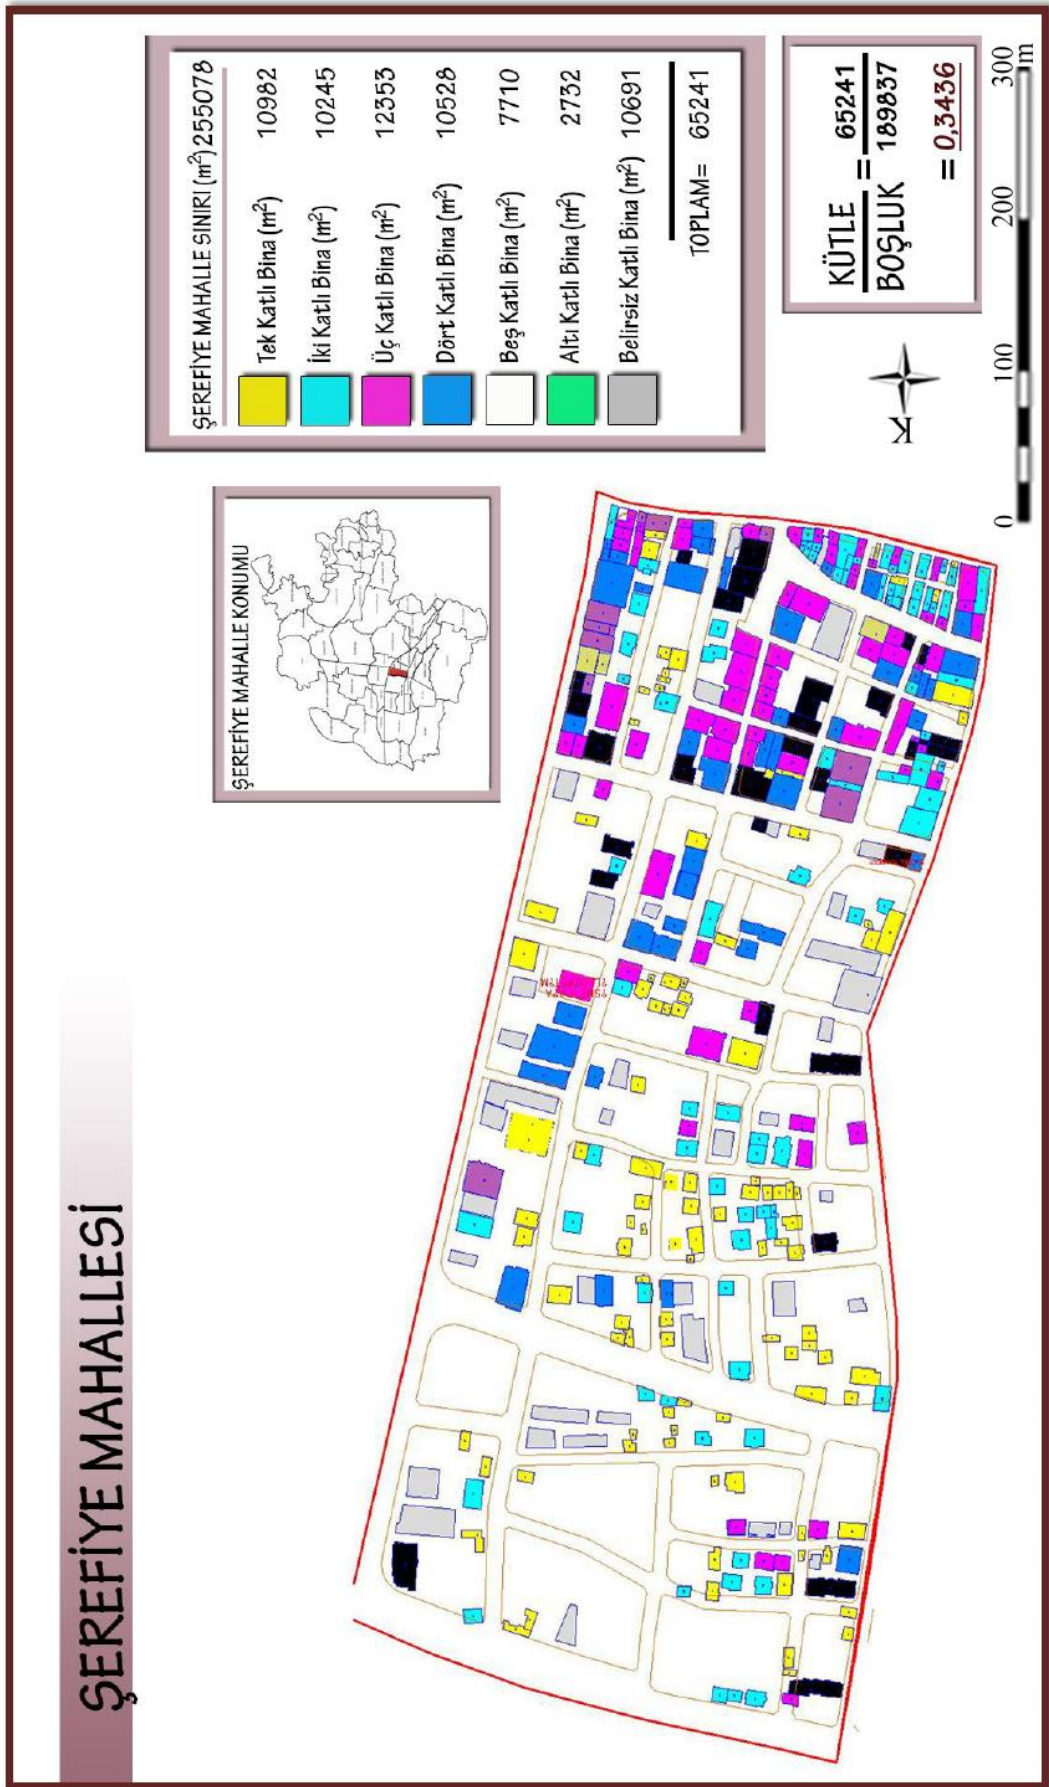 ŞEREFİYE MAHALLESİ
ŞEREFİYE MAHALLE KONUMU
ŞEREFİYE MAHALLE SINIRI (m²) 255078
Tek Katlı Bina (m²) 10982
İki Katlı Bina (m²) 10245
Üç Katlı Bina (m²) 12353
Dört Katlı Bina (m²) 10528
Beş Katlı Bina (m²) 7710
Altı Katlı Bina (m²) 2732
Belirsiz Katlı Bina (m²) 10691
TOPLAM= 65241
KÜTLE = 65241
BOŞLUK 189837
= 0,3436
K
0 100 200 300
m